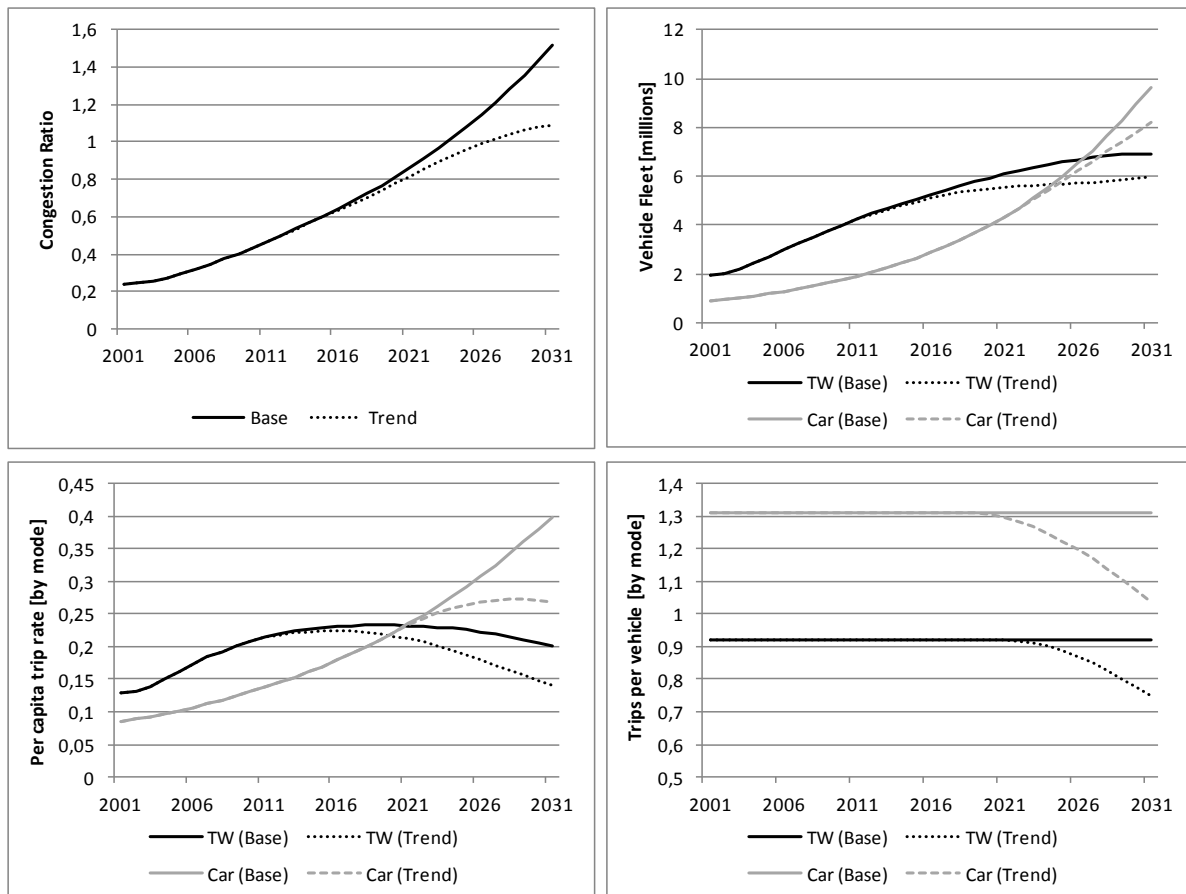 Congestion Ratio
1,6
1,4
1,2
1
0,8
0,6
0,4
0,2
0
2001 2006 2011 2016 2021 2026 2031
Base Trend
Vehicle Fleet [milllions]
12
10
8
6
4
2
0
2001 2006 2011 2016 2021 2026 2031
TW (Base) TW (Trend)
Car (Base) Car (Trend)
Per capita trip rate [by mode]
0,45
0,4
0,35
0,3
0,25
0,2
0,15
0,1
0,05
0
2001 2006 2011 2016 2021 2026 2031
TW (Base) TW (Trend)
Car (Base) Car (Trend)
Trips per vehicle [by mode]
1,4
1,3
1,2
1,1
1
0,9
0,8
0,7
0,6
0,5
2001 2006 2011 2016 2021 2026 2031
TW (Base) TW (Trend)
Car (Base) Car (Trend)